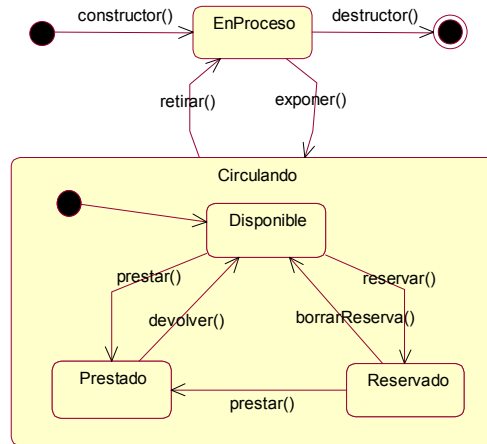 constructor()
EnProceso
destructor()
retirar()
exponer()
Circulando
Disponible
prestar()
reservar()
devolver()
borrarReserva()
Prestado
Reservado
prestar()